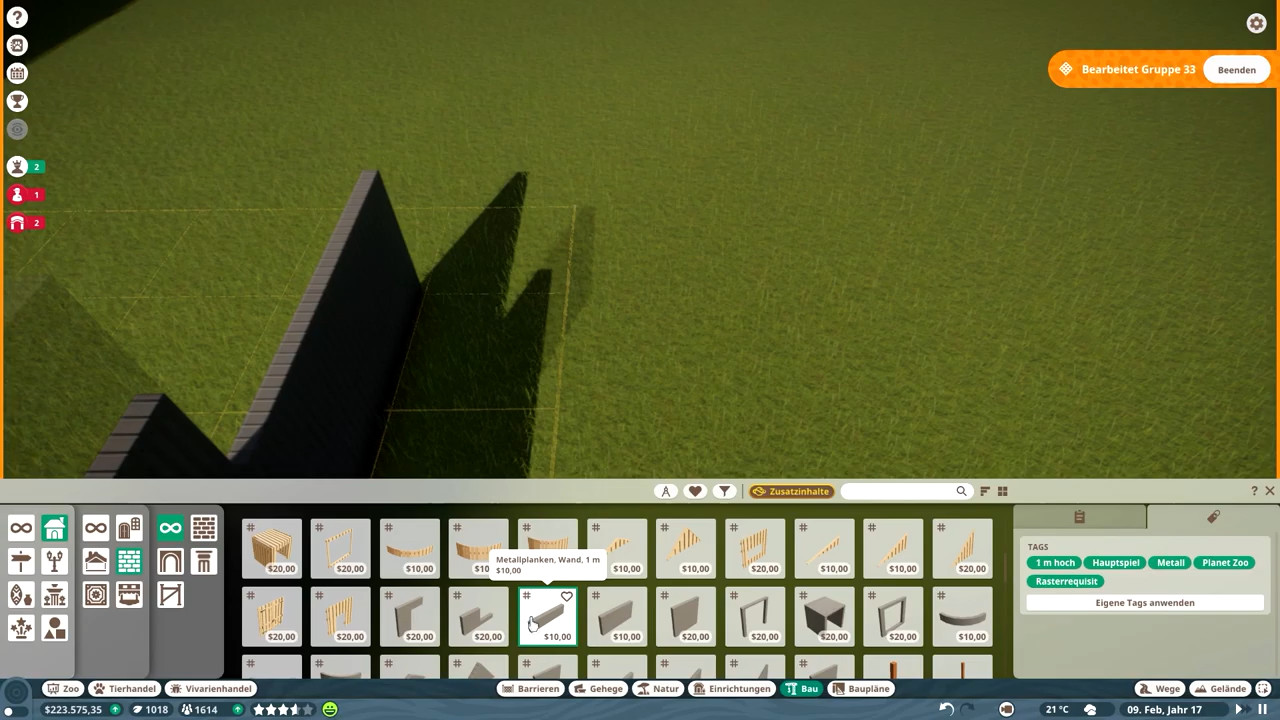 ?
Bearbeitet Gruppe 33
Beenden
2
1
2
Zusatzinhalte
? ×
$20,00 $20,00 $10,00 $10,00 $10,00 $20,00 $20,00 $10,00 $20,00 $20,00
Metallplanken, Wand, 1 m
$10,00
TAGS
1 m hoch Hauptspiel Metall Planet Zoo
Rasterrequisit
Eigene Tags anwenden
$20,00 $20,00 $20,00 $20,00 $10,00 $10,00 $20,00 $20,00 $20,00 $20,00 $10,00
Zoo Tierhandel Vivarienhandel Barrieren Gehege Natur Einrichtungen Bau Baupläne Wege Gelände
$223.575,35 1018 1614 21 °C 09. Feb, Jahr 17